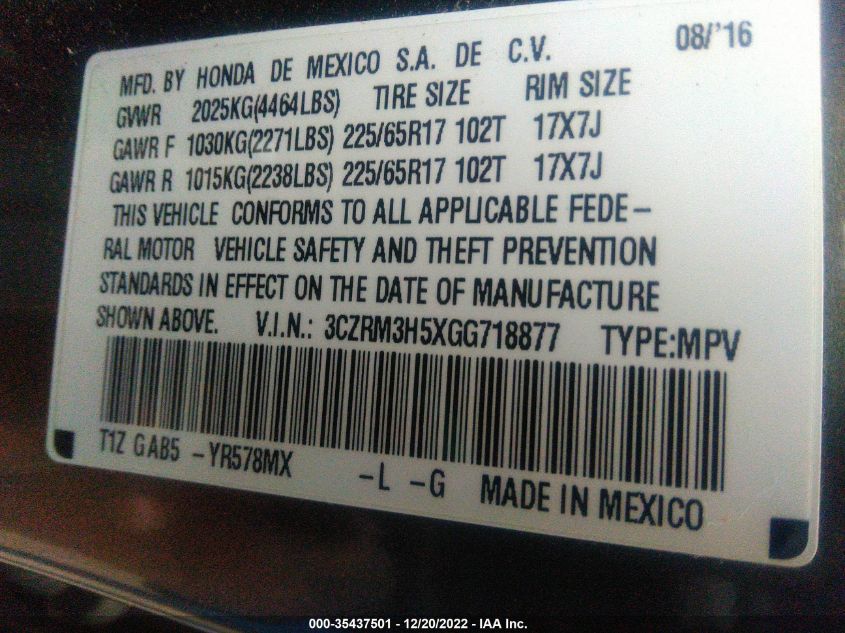 08/'16
MFD. BY HONDA DE MEXICO S.A. DE C.V.
GVWR 2025KG(4464LBS) TIRE SIZE RIM SIZE
GAWR F 1030KG(2271LBS) 225/65R17 102T 17X7J
GAWR R 1015KG(2238LBS) 225/65R17 102T 17X7J
THIS VEHICLE CONFORMS TO ALL APPLICABLE FEDE-
RAL MOTOR VEHICLE SAFETY AND THEFT PREVENTION
STANDARDS IN EFFECT ON THE DATE OF MANUFACTURE
SHOWN ABOVE. V.I.N.: 3CZRM3H5XGG718877 TYPE:MPV
T1Z GAB5 -YR578MX -L -G MADE IN MEXICO
000-35437501 - 12/20/2022 - IAA Inc.